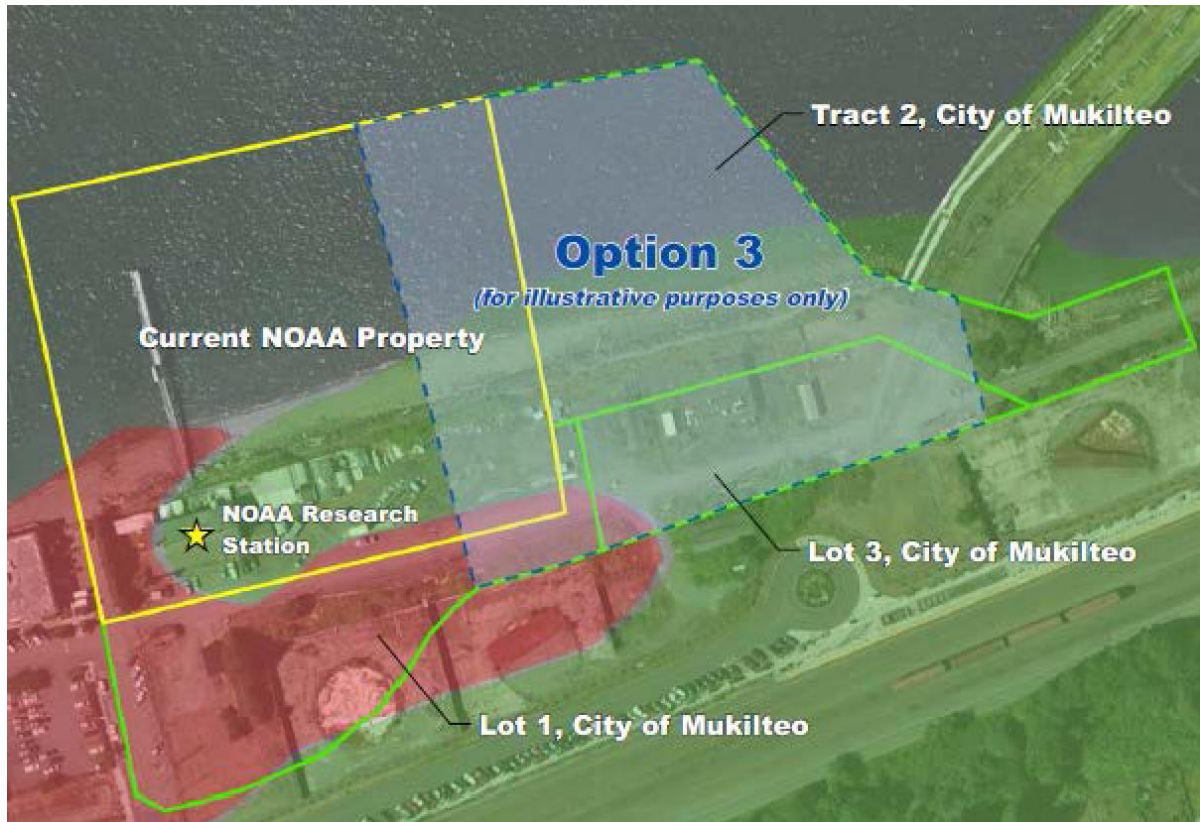 Tract 2, City of Mukilteo
Option 3
(for illustrative purposes only)
Current NOAA Property
NOAA Research
Station
Lot 3, City of Mukilteo
Lot 1, City of Mukilteo